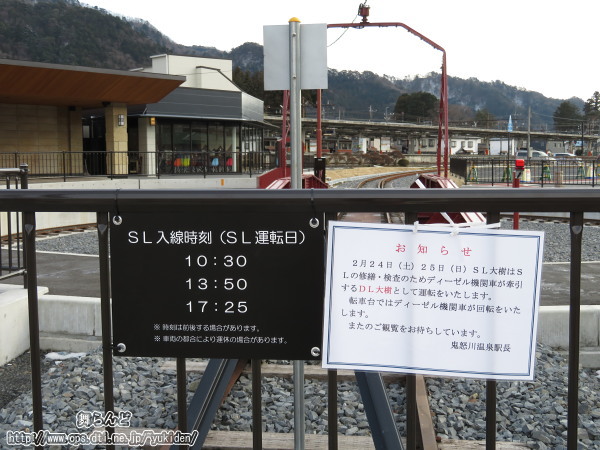 SL入線時刻(SL運転日)
10:30
13:50
17:25
※ 時刻は前後する場合があります。
※ 車両の都合により運休の場合があります。
お知らせ
2月24日(土)25日(日)SL大樹はS
Lの修繕・検査のためディーゼル機関車が牽引
するDL大樹として運転をいたします。
転車台ではディーゼル機関車が回転をいた
します。
またのご観覧をお待ちしています。
鬼怒川温泉駅長
http://www.ops.dti.ne.jp/~yukiden/